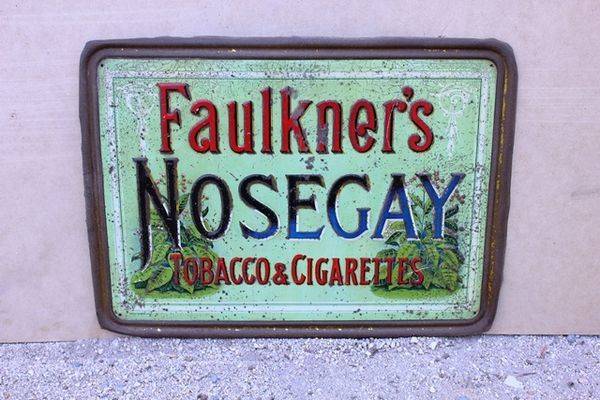 Faulkner's
NOSEGAY
TOBACCO & CIGARETTES